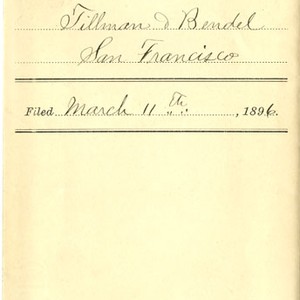 Tillman & Bendel
San Francisco
Filed March 11th, 1896.